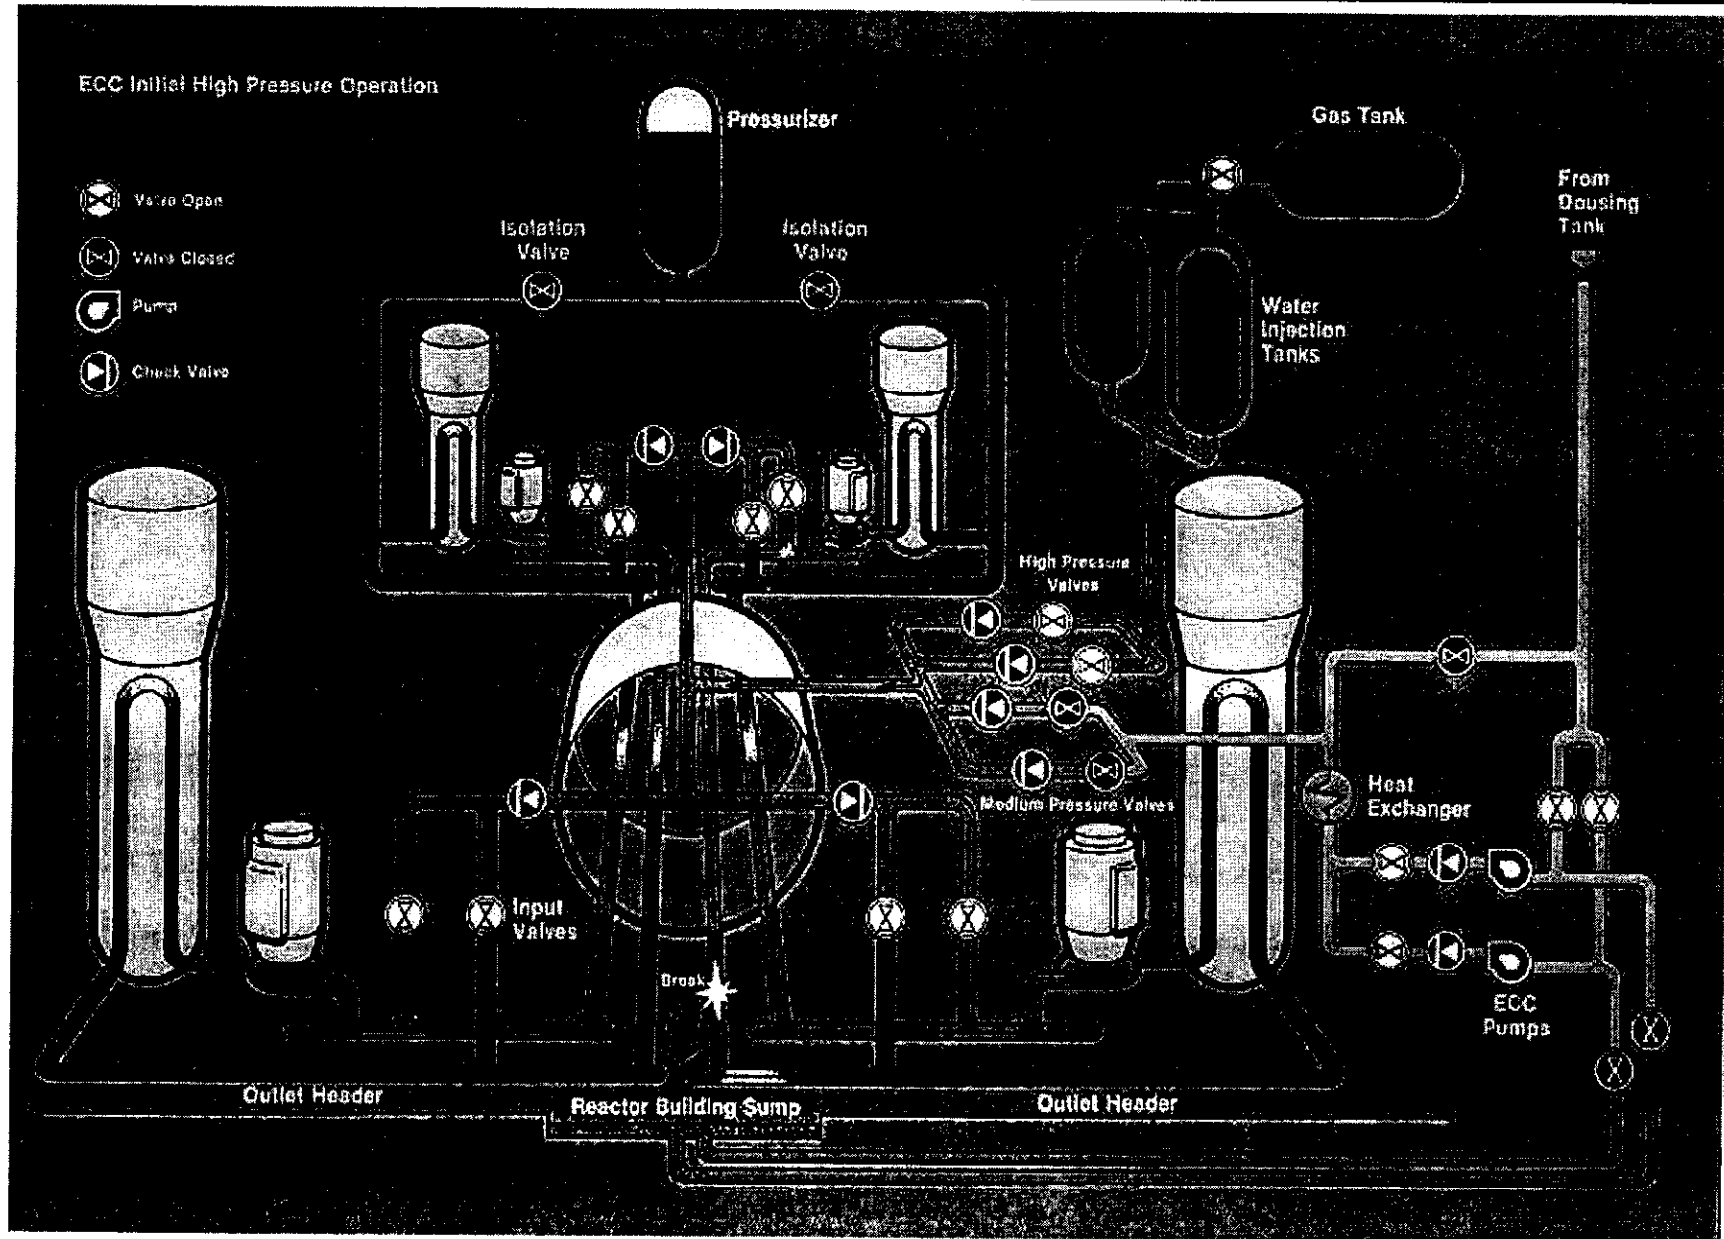 ECC Initial High Pressure Operation
Pressurizer
Gas Tank
Valve Open
Valve Closed
Pump
Check Valve
Isolation
Valve
Isolation
Valve
From
Dousing
Tank
Water
Injection
Tanks
High Pressure
Valves
Medium Pressure Valves
Heat
Exchanger
Input
Valves
Break
ECC
Pumps
Outlet Header
Reactor Building Sump
Outlet Header